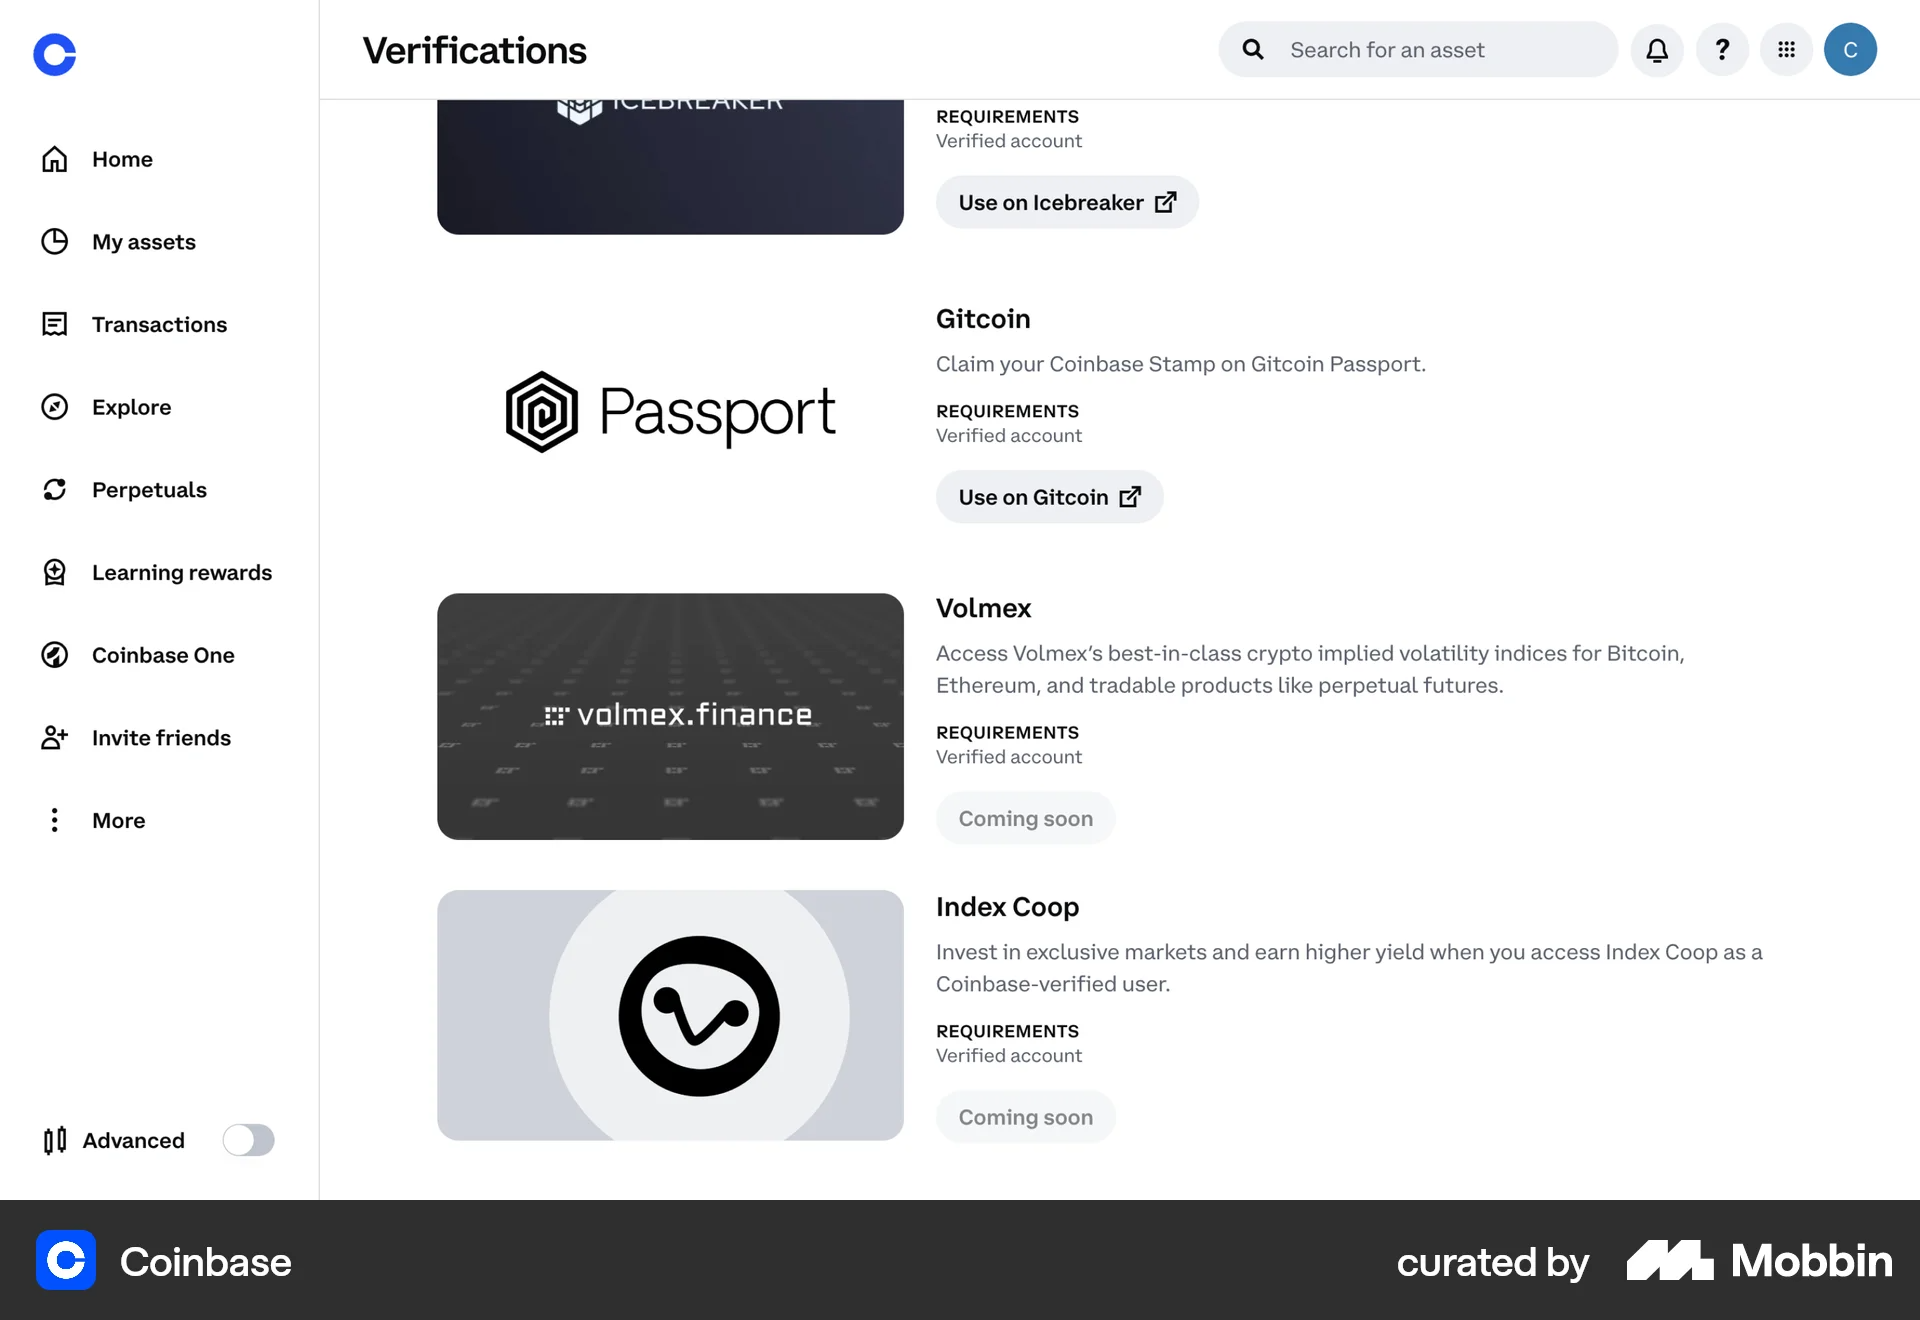 Verifications
Search for an asset
C
Home
My assets
Transactions
Explore
Perpetuals
Learning rewards
Coinbase One
Invite friends
More
Advanced
ICEBREAKER
REQUIREMENTS
Verified account
Use on Icebreaker
Passport
Gitcoin
Claim your Coinbase Stamp on Gitcoin Passport.
REQUIREMENTS
Verified account
Use on Gitcoin
volmex.finance
Volmex
Access Volmex’s best-in-class crypto implied volatility indices for Bitcoin,
Ethereum, and tradable products like perpetual futures.
REQUIREMENTS
Verified account
Coming soon
Index Coop
Invest in exclusive markets and earn higher yield when you access Index Coop as a
Coinbase-verified user.
REQUIREMENTS
Verified account
Coming soon
Coinbase
curated by Mobbin